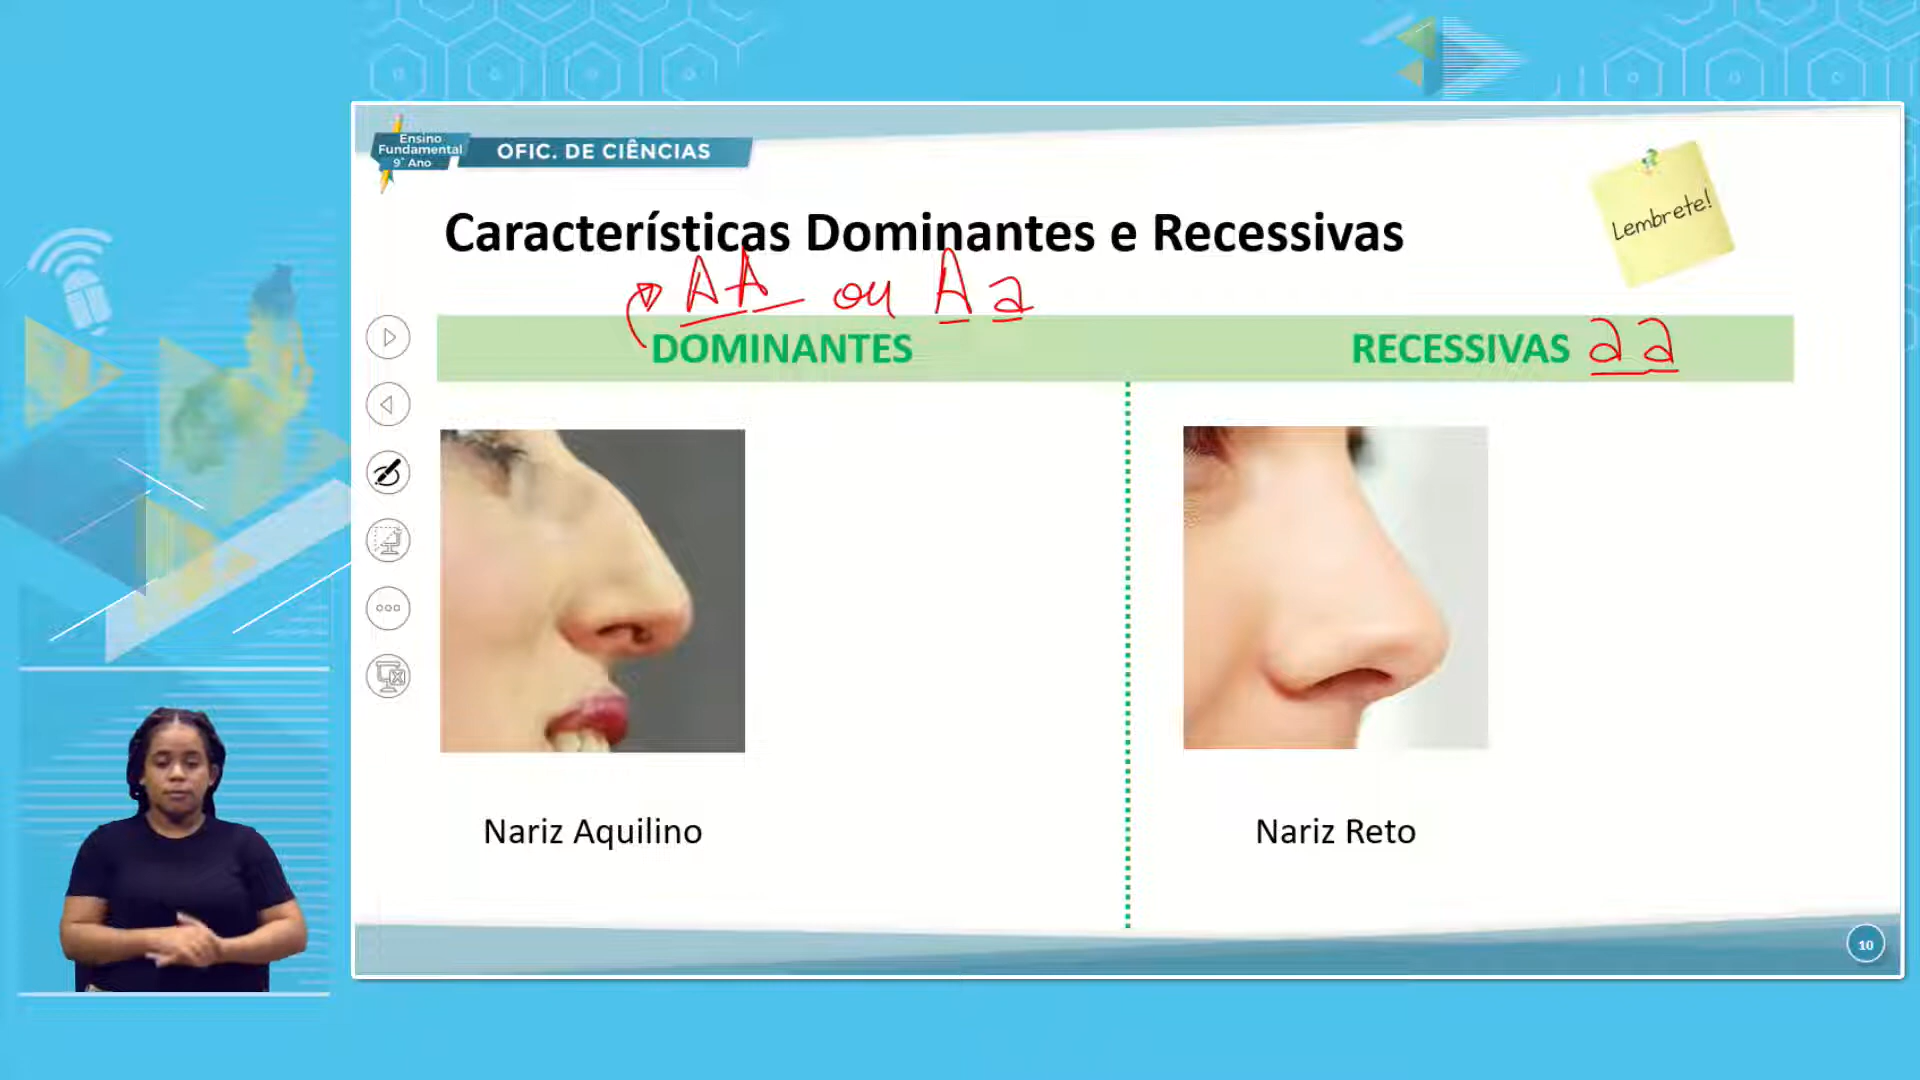 Ensino
Fundamental
9° Ano
OFIC. DE CIÊNCIAS
Lembrete!
Características Dominantes e Recessivas
AA ou Aa
DOMINANTES
RECESSIVAS aa
Nariz Aquilino
Nariz Reto
10